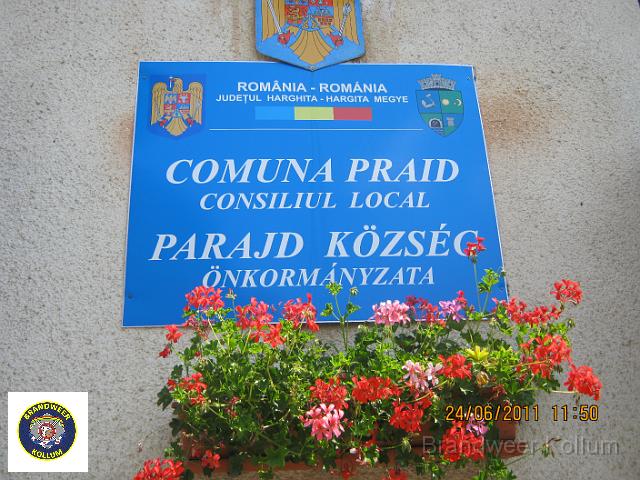 ROMÂNIA - ROMÁNIA
JUDEȚUL HARGHITA - HARGITA MEGYE
COMUNA PRAID
CONSILIUL LOCAL
PARAJD KÖZSÉG
ÖNKORMÁNYZATA
24/06/2011 11:50
Brandweer Kollum
BRANDWEER
KOLLUM